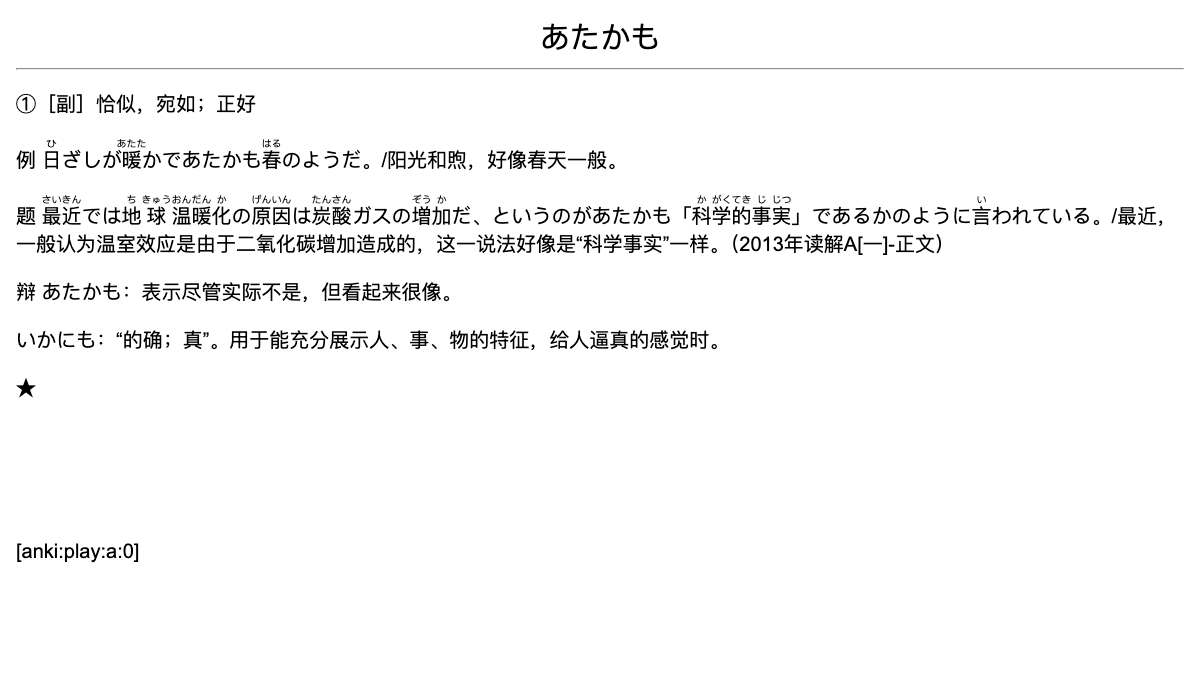 あたかも
①［副］恰似，宛如；正好
ひ あたた はる
例 日ざしが暖かであたかも春のようだ。/阳光和煦，好像春天一般。
さいきん ち きゅうおんだん か げんいん たんさん ぞう か か がくてき じ じつ い
题 最近では地球温暖化の原因は炭酸ガスの増加だ、というのがあたかも「科学的事実」であるかのように言われている。/最近，
一般认为温室效应是由于二氧化碳增加造成的，这一说法好像是“科学事实”一样。（2013年读解A[一]-正文）
辩 あたかも：表示尽管实际不是，但看起来很像。
いかにも：“的确；真”。用于能充分展示人、事、物的特征，给人逼真的感觉时。
★
[anki:play:a:0]